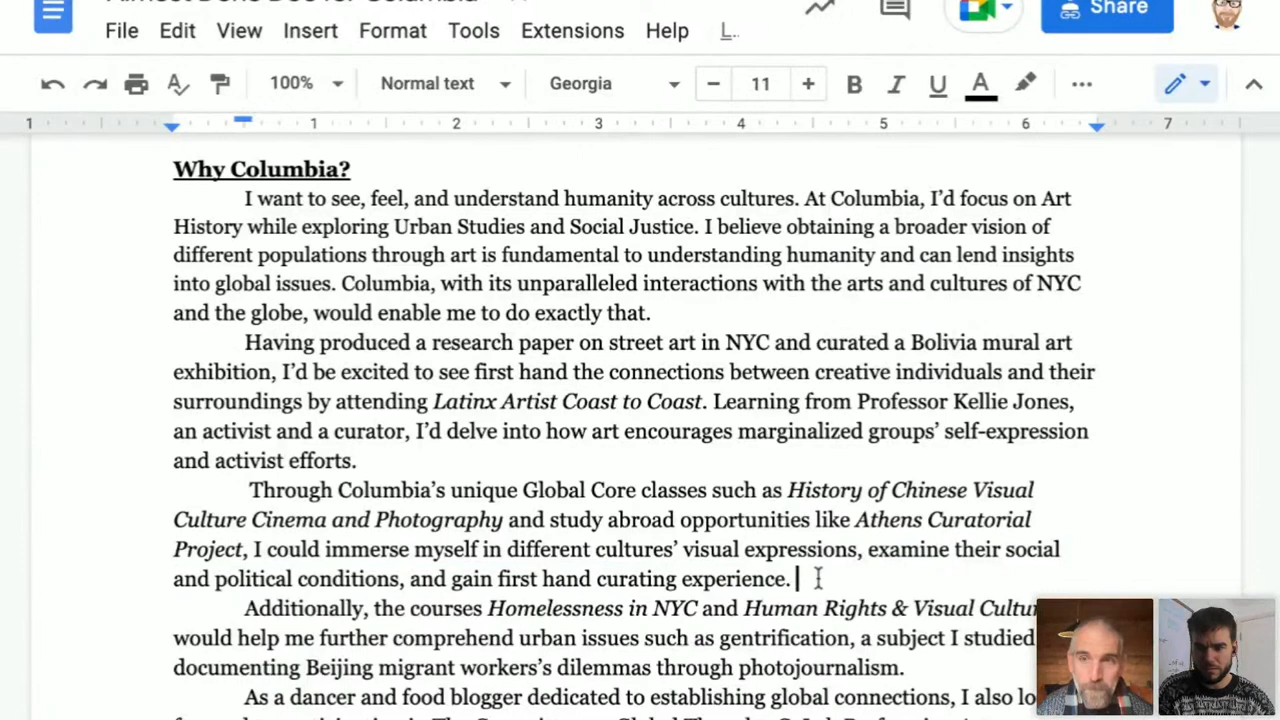 File Edit View Insert Format Tools Extensions Help L..
Share
100% Normal text Georgia − 11 + B I U A
1 1 2 3 4 5 6 7
Why Columbia?
I want to see, feel, and understand humanity across cultures. At Columbia, I’d focus on Art
History while exploring Urban Studies and Social Justice. I believe obtaining a broader vision of
different populations through art is fundamental to understanding humanity and can lend insights
into global issues. Columbia, with its unparalleled interactions with the arts and cultures of NYC
and the globe, would enable me to do exactly that.
Having produced a research paper on street art in NYC and curated a Bolivia mural art
exhibition, I’d be excited to see first hand the connections between creative individuals and their
surroundings by attending Latinx Artist Coast to Coast. Learning from Professor Kellie Jones,
an activist and a curator, I’d delve into how art encourages marginalized groups’ self-expression
and activist efforts.
Through Columbia’s unique Global Core classes such as History of Chinese Visual
Culture Cinema and Photography and study abroad opportunities like Athens Curatorial
Project, I could immerse myself in different cultures’ visual expressions, examine their social
and political conditions, and gain first hand curating experience.
Additionally, the courses Homelessness in NYC and Human Rights & Visual Cultur
would help me further comprehend urban issues such as gentrification, a subject I studied
documenting Beijing migrant workers’s dilemmas through photojournalism.
As a dancer and food blogger dedicated to establishing global connections, I also lo